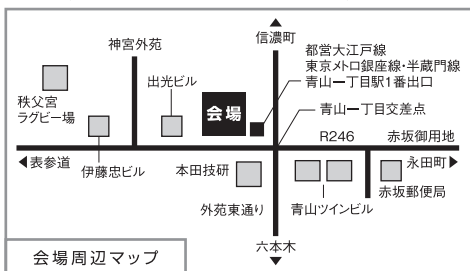 神宮外苑
信濃町
都営大江戸線
東京メトロ銀座線・半蔵門線
青山一丁目駅1番出口
出光ビル
会場
秩父宮
ラグビー場
青山一丁目交差点
R246
赤坂御用地
表参道
伊藤忠ビル
本田技研
永田町
赤坂郵便局
外苑東通り
青山ツインビル
六本木
会場周辺マップ